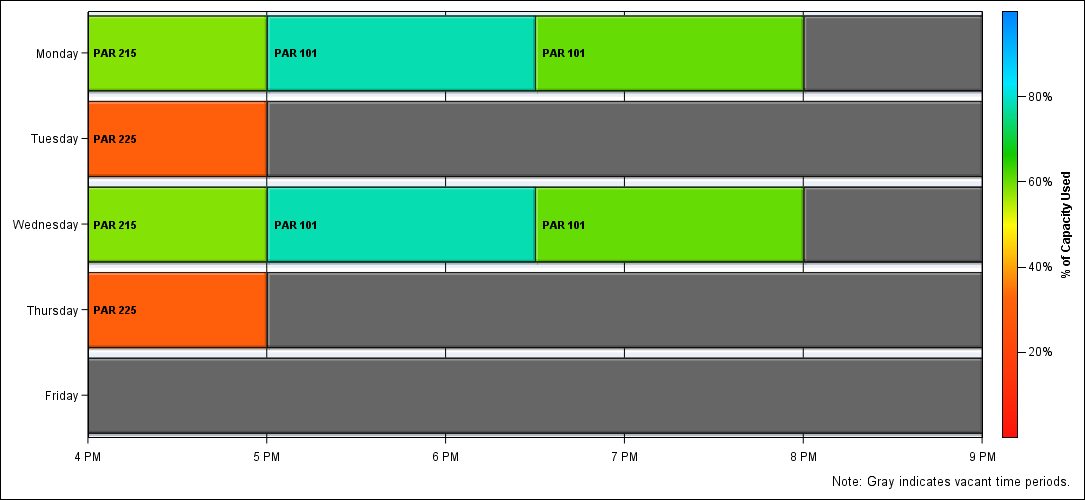 Monday
PAR 215
PAR 101
PAR 101
Tuesday
PAR 225
Wednesday
PAR 215
PAR 101
PAR 101
Thursday
PAR 225
Friday
4 PM
5 PM
6 PM
7 PM
8 PM
9 PM
80%
60%
40%
20%
% of Capacity Used
Note: Gray indicates vacant time periods.